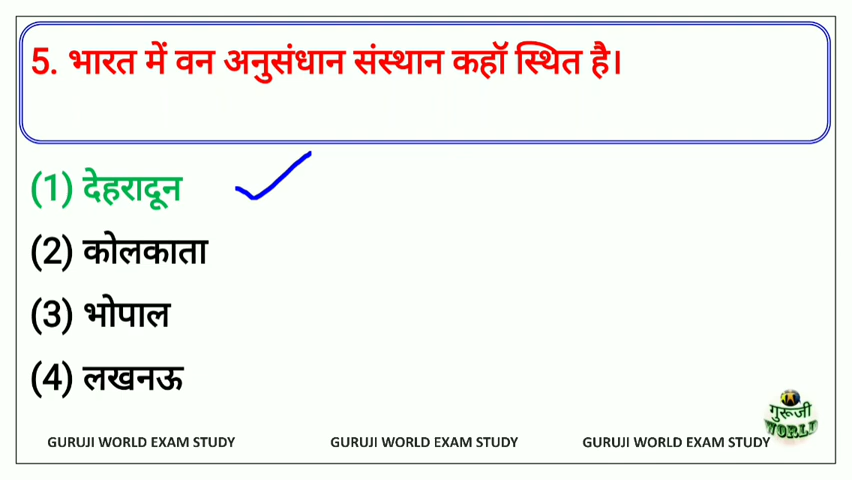 5. भारत में वन अनुसंधान संस्थान कहॉ स्थित है।
(1) देहरादून
(2) कोलकाता
(3) भोपाल
(4) लखनऊ
गुरूजी
WORLD
GURUJI WORLD EXAM STUDY GURUJI WORLD EXAM STUDY GURUJI WORLD EXAM STUDY